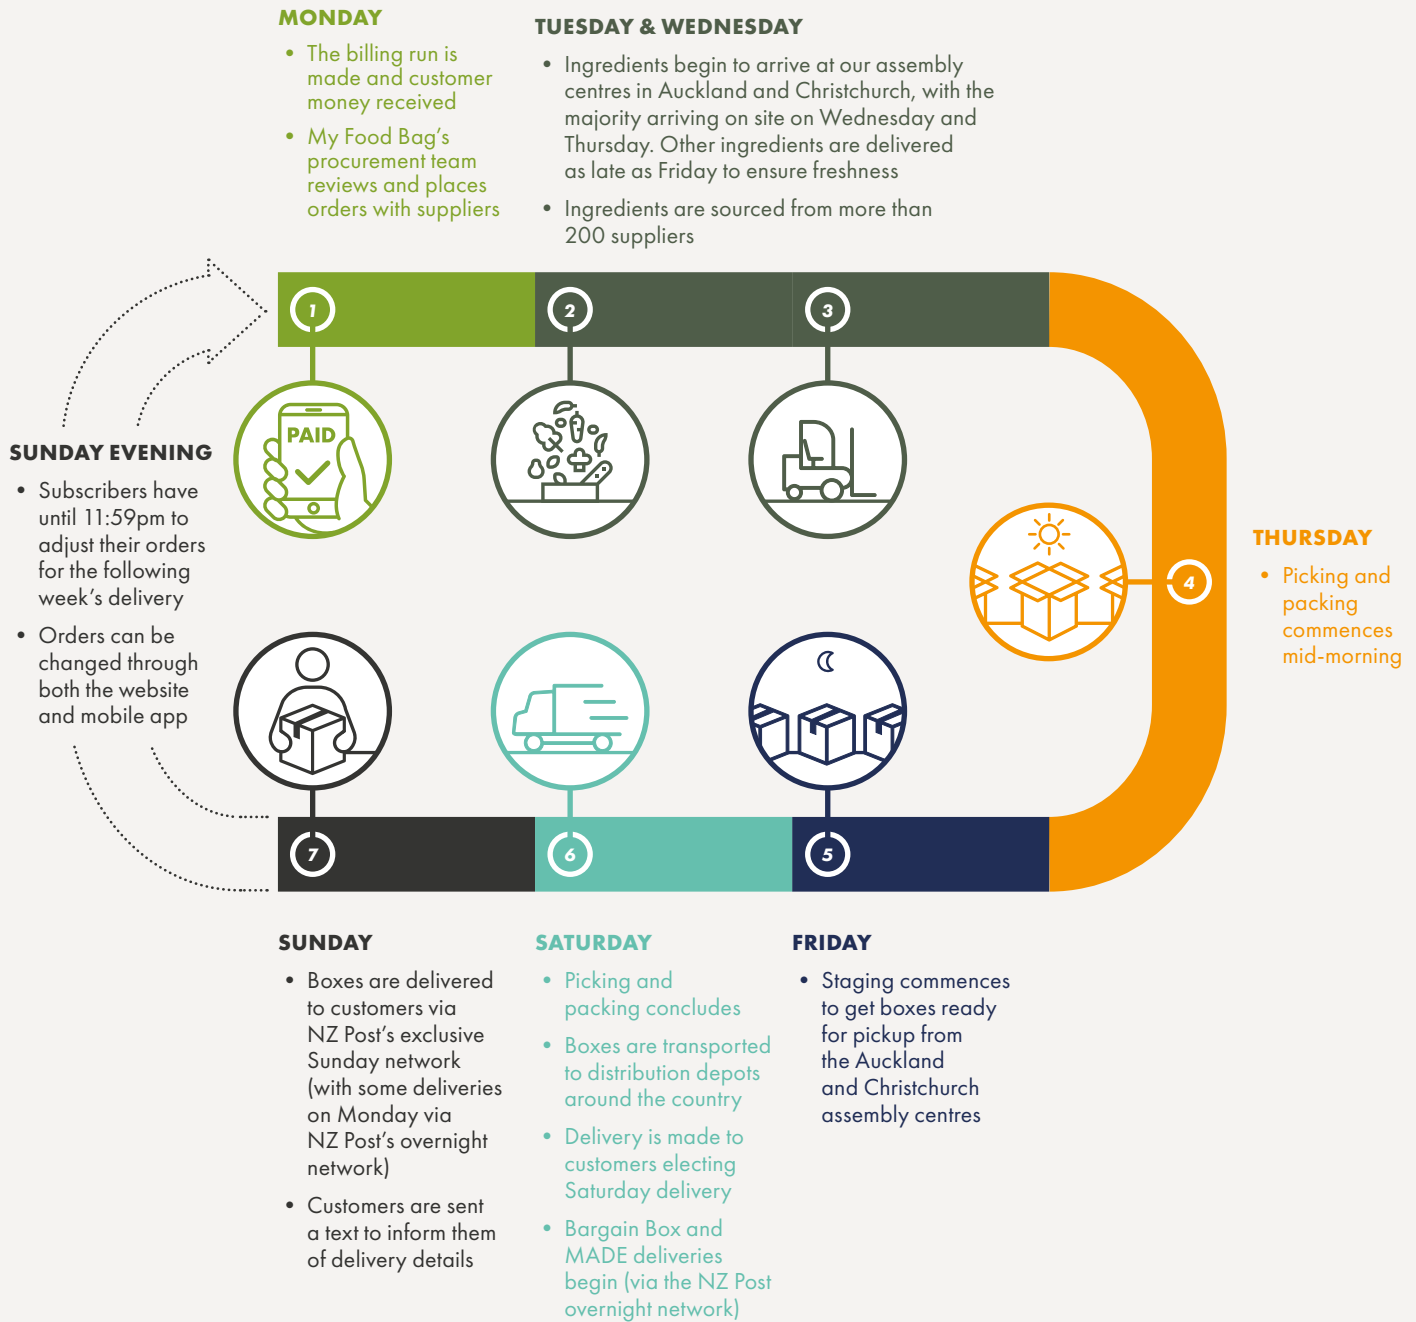 MONDAY
• The billing run is
made and customer
money received
• My Food Bag's
procurement team
reviews and places
orders with suppliers
TUESDAY & WEDNESDAY
• Ingredients begin to arrive at our assembly
centres in Auckland and Christchurch, with the
majority arriving on site on Wednesday and
Thursday. Other ingredients are delivered
as late as Friday to ensure freshness
• Ingredients are sourced from more than
200 suppliers
1
2
3
PAID
SUNDAY EVENING
• Subscribers have
until 11:59pm to
adjust their orders
for the following
week's delivery
• Orders can be
changed through
both the website
and mobile app
4
THURSDAY
• Picking and
packing
commences
mid-morning
7
6
5
SUNDAY
• Boxes are delivered
to customers via
NZ Post's exclusive
Sunday network
(with some deliveries
on Monday via
NZ Post's overnight
network)
• Customers are sent
a text to inform them
of delivery details
SATURDAY
• Picking and
packing concludes
• Boxes are transported
to distribution depots
around the country
• Delivery is made to
customers electing
Saturday delivery
• Bargain Box and
MADE deliveries
begin (via the NZ Post
overnight network)
FRIDAY
• Staging commences
to get boxes ready
for pickup from
the Auckland
and Christchurch
assembly centres